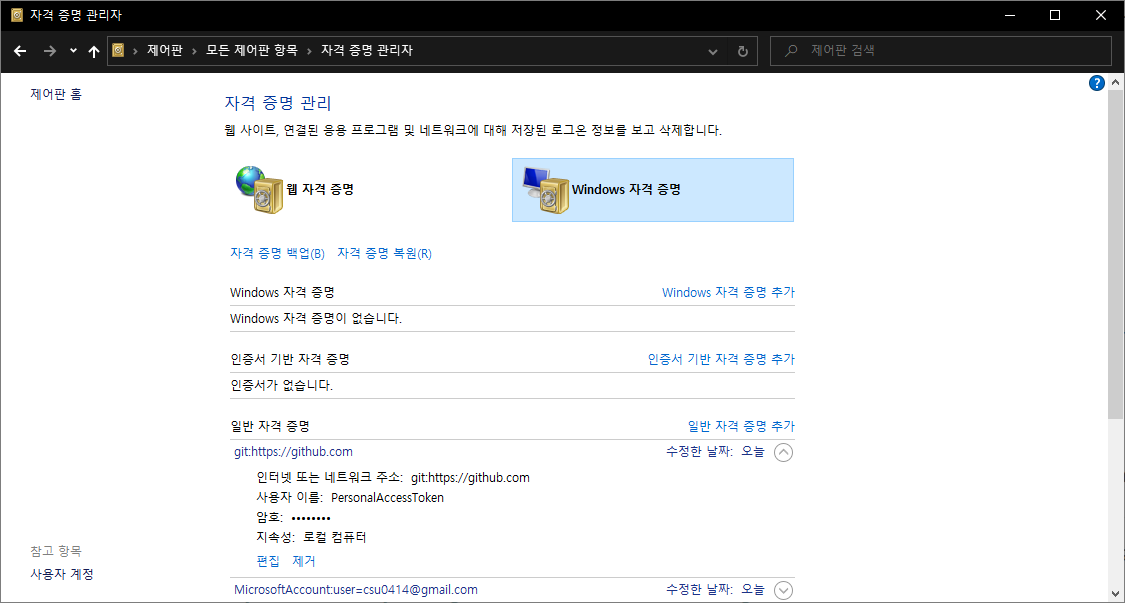 자격 증명 관리자
제어판 › 모든 제어판 항목 › 자격 증명 관리자
제어판 검색
제어판 홈
?
자격 증명 관리
웹 사이트, 연결된 응용 프로그램 및 네트워크에 대해 저장된 로그온 정보를 보고 삭제합니다.
웹 자격 증명
Windows 자격 증명
자격 증명 백업(B) 자격 증명 복원(R)
Windows 자격 증명 Windows 자격 증명 추가
Windows 자격 증명이 없습니다.
인증서 기반 자격 증명 인증서 기반 자격 증명 추가
인증서가 없습니다.
일반 자격 증명 일반 자격 증명 추가
git:https://github.com 수정한 날짜: 오늘
인터넷 또는 네트워크 주소: git:https://github.com
사용자 이름: PersonalAccessToken
암호: ••••••••
지속성: 로컬 컴퓨터
편집 제거
MicrosoftAccount:user=csu0414@gmail.com 수정한 날짜: 오늘
참고 항목
사용자 계정